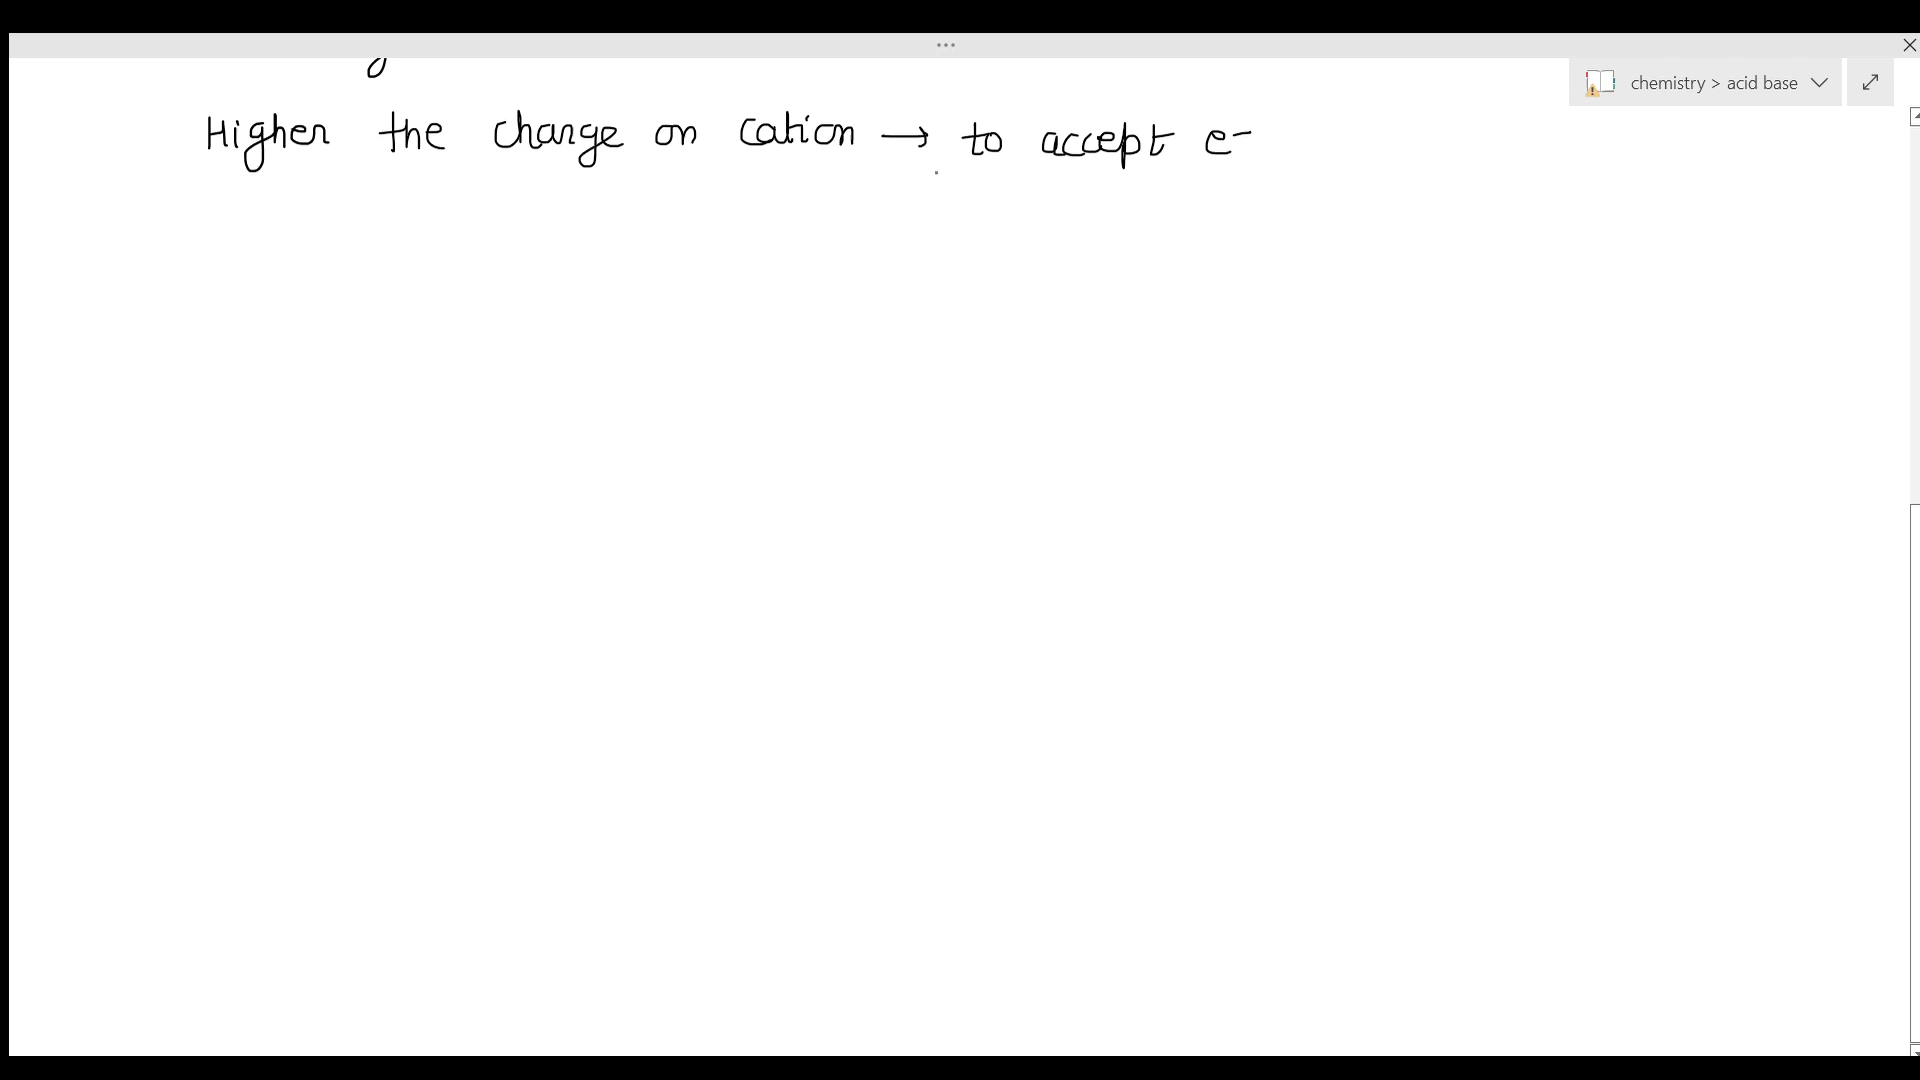 chemistry > acid base
Higher the charge on cation → to accept e-